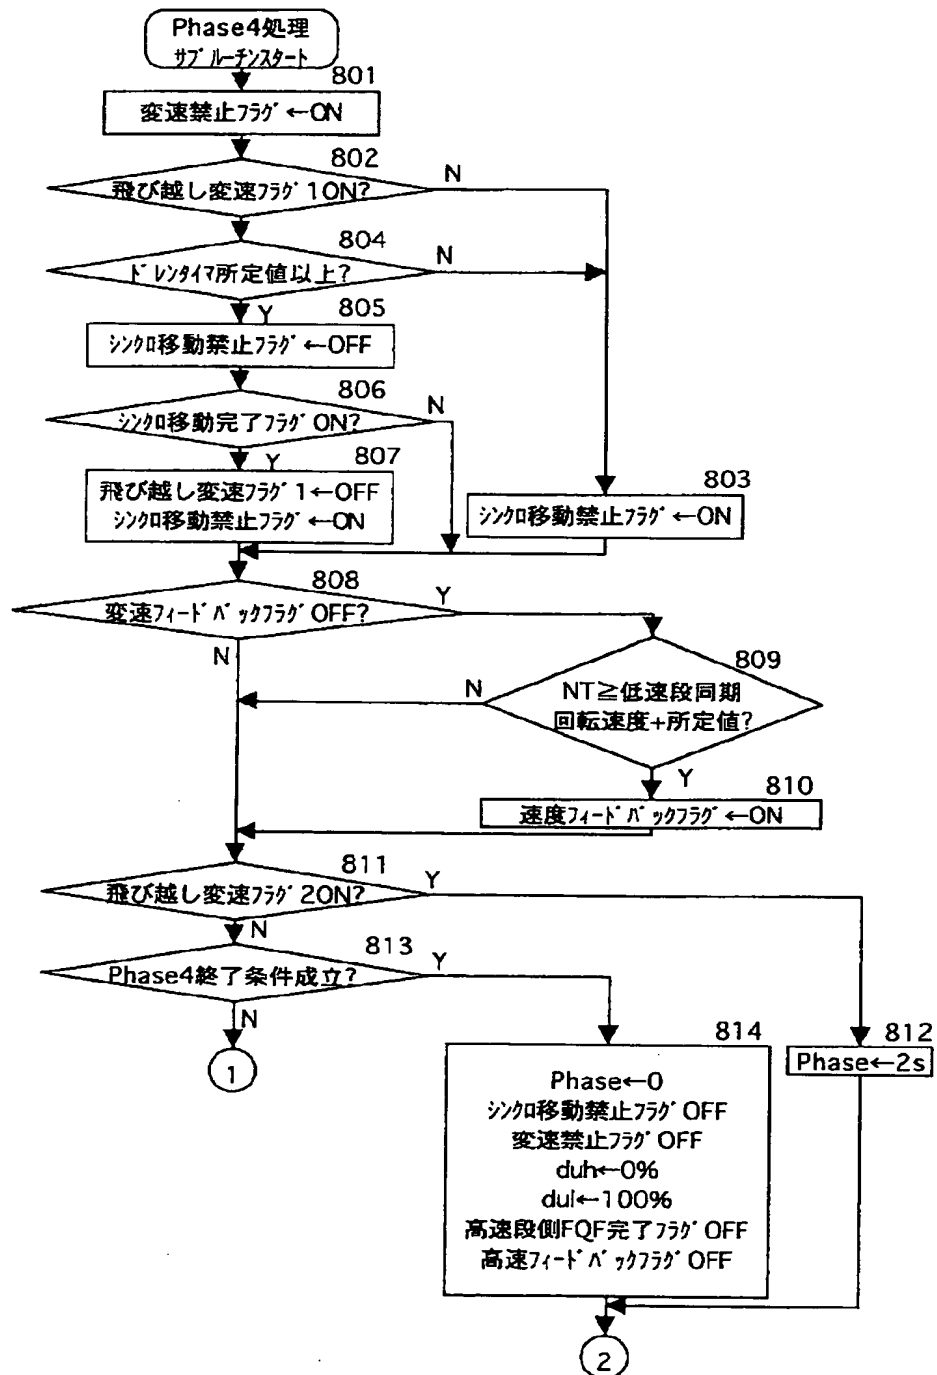 Phase4処理
サブルーチンスタート
801
変速禁止フラグ←ON
802
飛び越し変速フラグ1ON?
N
804
ドレンタイマ所定値以上?
N
Y
805
シンクロ移動禁止フラグ←OFF
806
シンクロ移動完了フラグON?
N
Y
807
飛び越し変速フラグ1←OFF
シンクロ移動禁止フラグ←ON
803
シンクロ移動禁止フラグ←ON
808
変速フィードバックフラグOFF?
Y
N
809
NT≧低速段同期
回転速度+所定値?
N
Y
810
速度フィードバックフラグ←ON
811
飛び越し変速フラグ2ON?
Y
N
813
Phase4終了条件成立?
Y
N
1
812
Phase←2s
814
Phase←0
シンクロ移動禁止フラグOFF
変速禁止フラグOFF
duh←0%
dul←100%
高速段側FQF完了フラグOFF
高速フィードバックフラグOFF
2